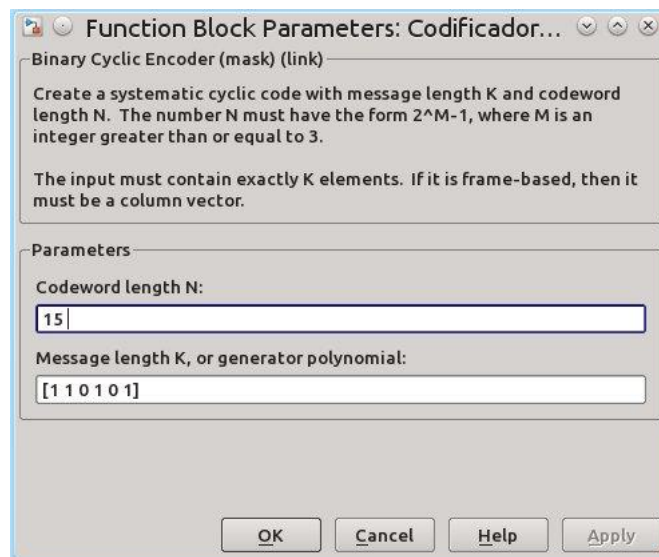 Function Block Parameters: Codificador...
Binary Cyclic Encoder (mask) (link)
Create a systematic cyclic code with message length K and codeword
length N. The number N must have the form 2^M-1, where M is an
integer greater than or equal to 3.
The input must contain exactly K elements. If it is frame-based, then it
must be a column vector.
Parameters
Codeword length N:
15
Message length K, or generator polynomial:
[1 1 0 1 0 1]
OK Cancel Help Apply